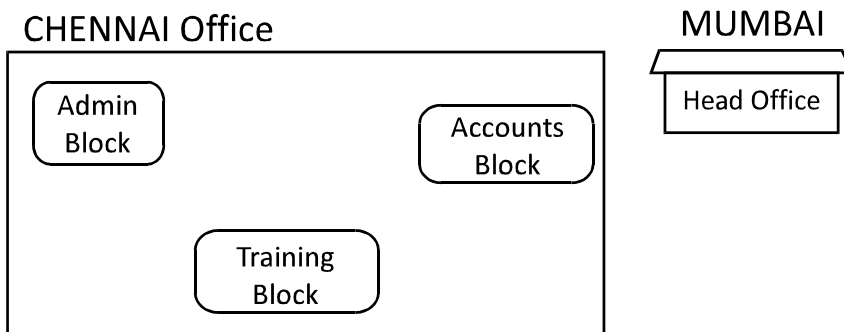 CHENNAI Office
MUMBAI
Head Office
Admin
Block
Accounts
Block
Training
Block